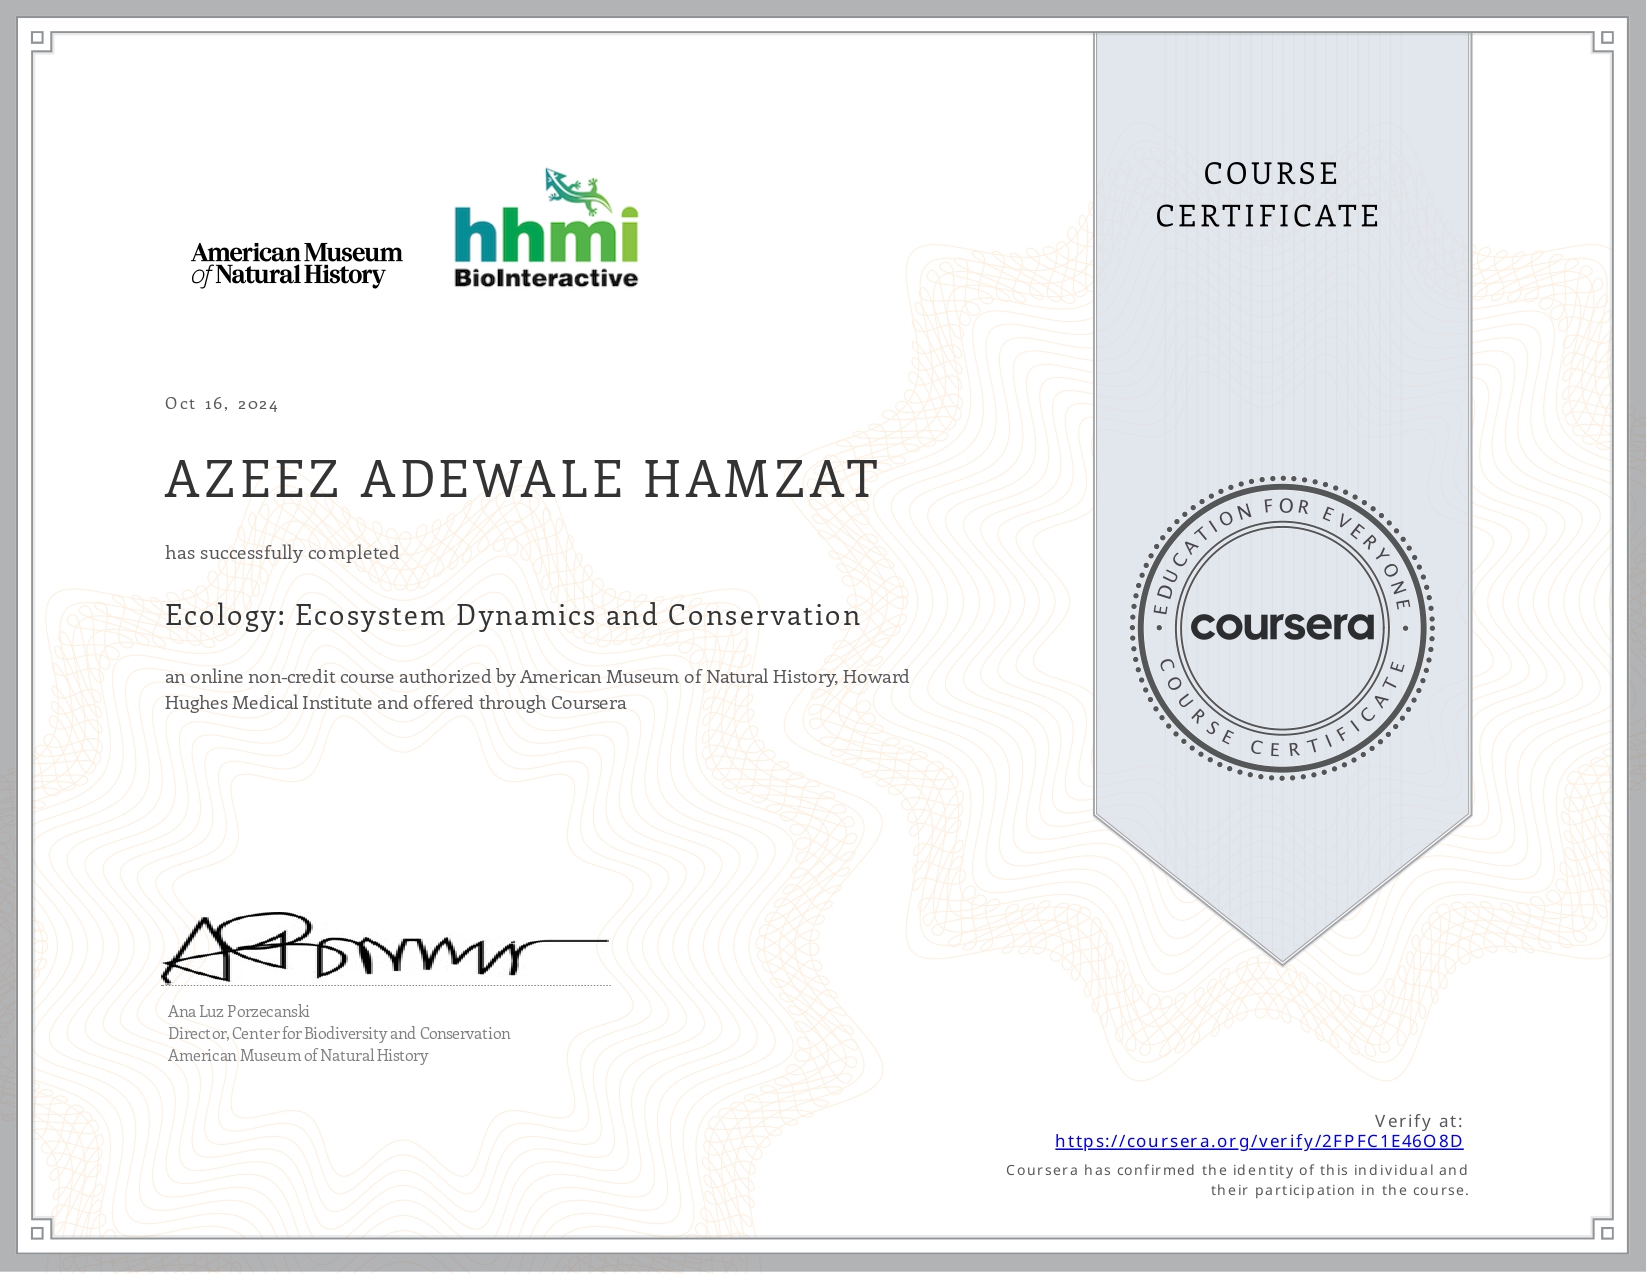 American Museum
of Natural History
hhmi
BioInteractive
COURSE
CERTIFICATE
Oct 16, 2024
AZEEZ ADEWALE HAMZAT
has successfully completed
Ecology: Ecosystem Dynamics and Conservation
an online non-credit course authorized by American Museum of Natural History, Howard
Hughes Medical Institute and offered through Coursera
EDUCATION FOR EVERYONE
coursera
COURSE CERTIFICATE
Ana Luz Porzecanski
Director, Center for Biodiversity and Conservation
American Museum of Natural History
Verify at:
https://coursera.org/verify/2FPFC1E46O8D
Coursera has confirmed the identity of this individual and
their participation in the course.